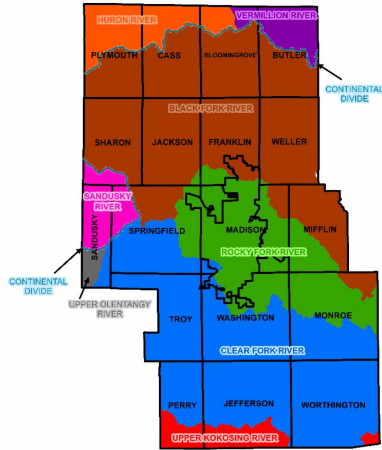 HURON RIVER
VERMILLION RIVER
PLYMOUTH
CASS
BLOOMINGROVE
BUTLER
CONTINENTAL
DIVIDE
BLACK FORK RIVER
SHARON
JACKSON
FRANKLIN
WELLER
SANDUSKY
RIVER
SANDUSKY
SPRINGFIELD
MADISON
MIFFLIN
ROCKY FORK RIVER
CONTINENTAL
DIVIDE
UPPER OLENTANGY
RIVER
TROY
WASHINGTON
MONROE
CLEAR FORK RIVER
PERRY
JEFFERSON
WORTHINGTON
UPPER KOKOSING RIVER